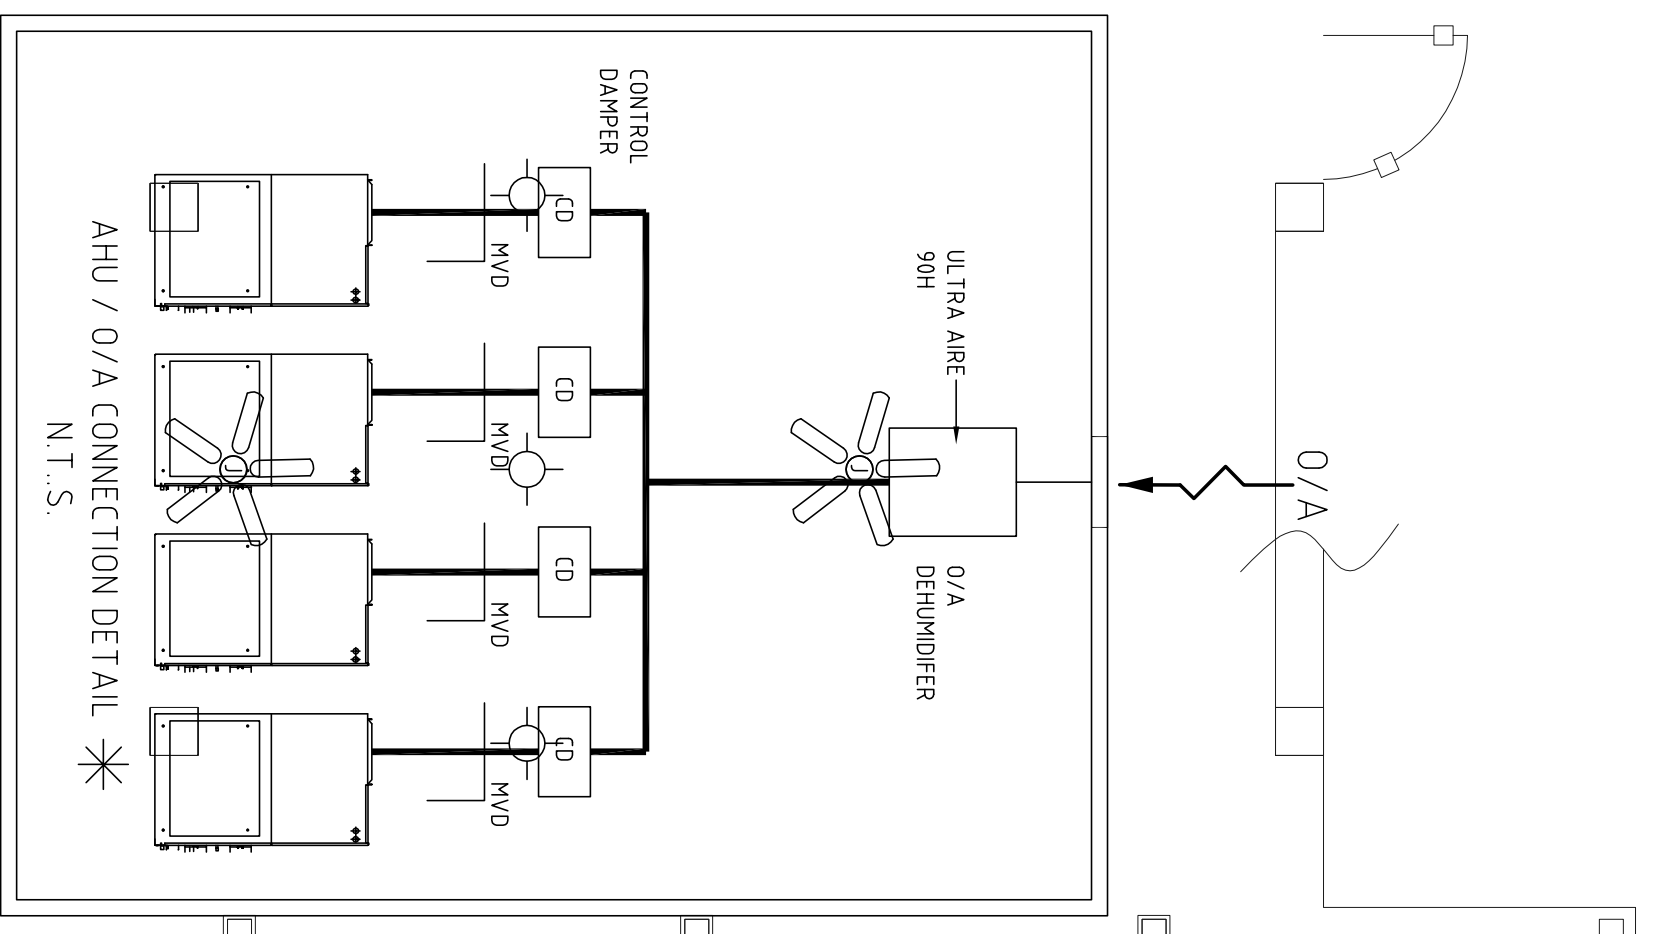 O/A
ULTRA AIRE
90H
O/A
DEHUMIDIFER
J
CONTROL
DAMPER
CD
CD
CD
CD
MVD
MVD
MVD
MVD
J
AHU / O/A CONNECTION DETAIL
N.T..S.